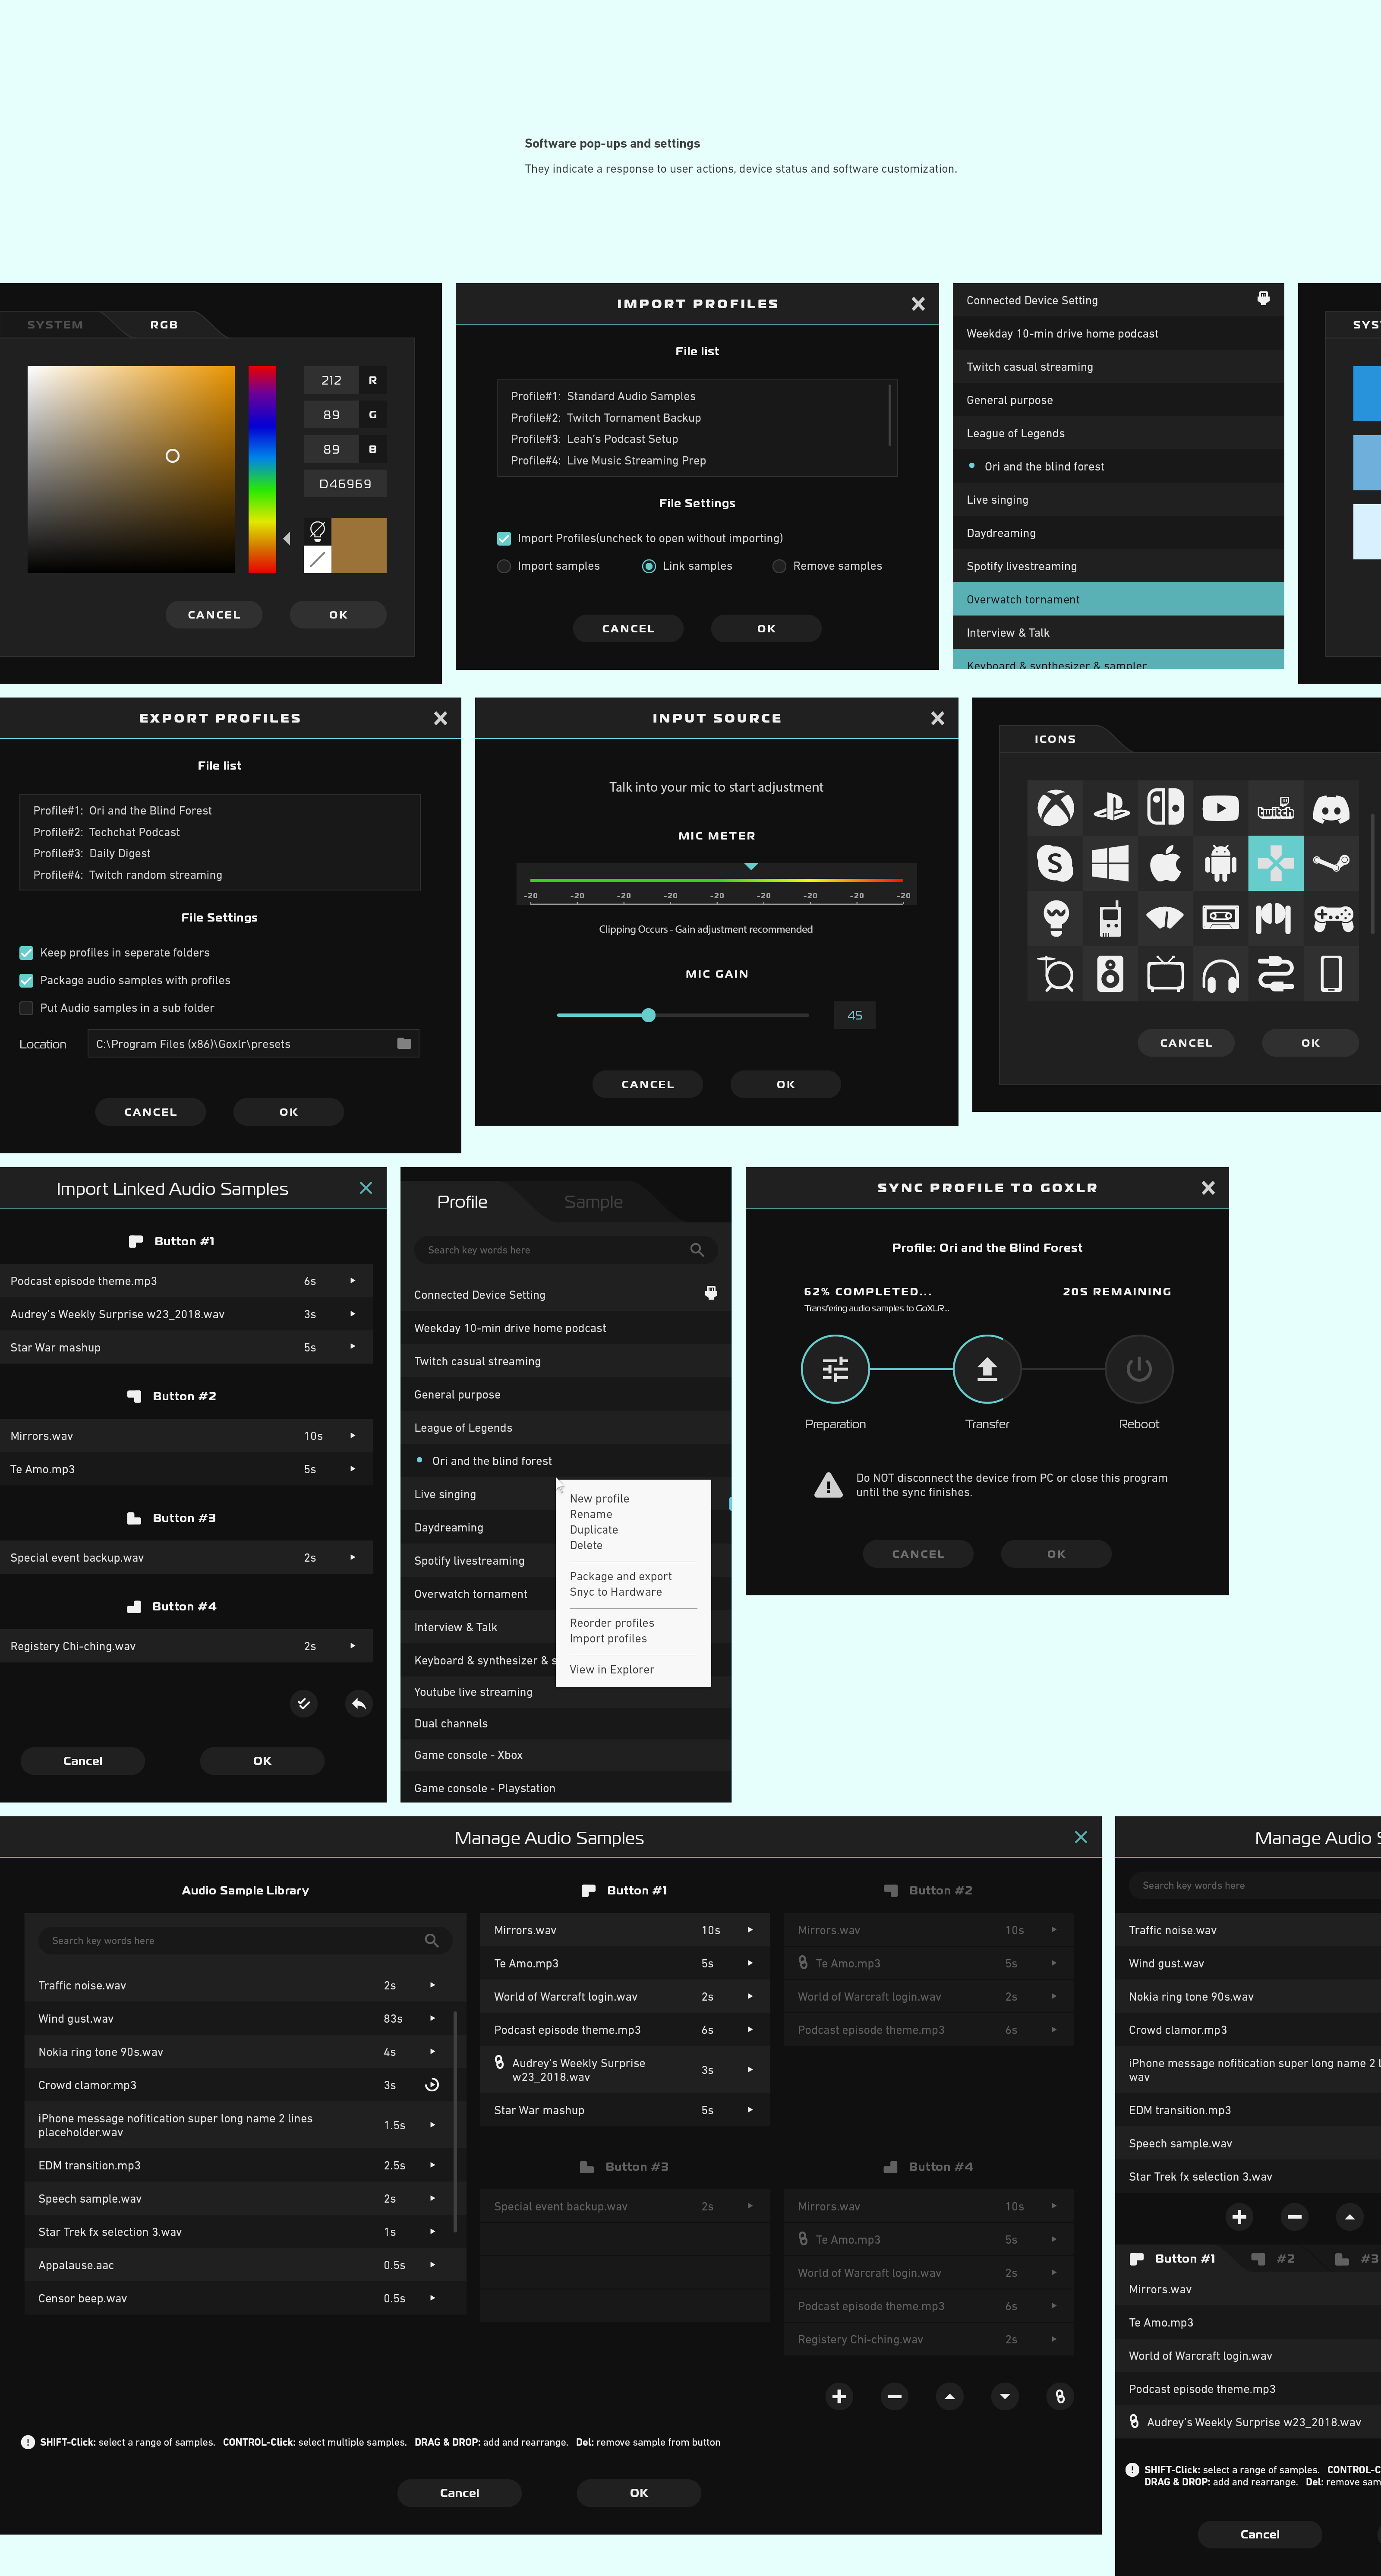 Software pop-ups and settings
They indicate a response to user actions, device status and software customization.
SYSTEM
RGB
212 R
89 G
89 B
D46969
CANCEL
OK
IMPORT PROFILES
File list
Profile#1: Standard Audio Samples
Profile#2: Twitch Tornament Backup
Profile#3: Leah's Podcast Setup
Profile#4: Live Music Streaming Prep
File Settings
Import Profiles(uncheck to open without importing)
Import samples
Link samples
Remove samples
CANCEL
OK
Connected Device Setting
Weekday 10-min drive home podcast
Twitch casual streaming
General purpose
League of Legends
Ori and the blind forest
Live singing
Daydreaming
Spotify livestreaming
Overwatch tornament
Interview & Talk
Keyboard & synthesizer & sampler
SYS
EXPORT PROFILES
File list
Profile#1: Ori and the Blind Forest
Profile#2: Techchat Podcast
Profile#3: Daily Digest
Profile#4: Twitch random streaming
File Settings
Keep profiles in seperate folders
Package audio samples with profiles
Put Audio samples in a sub folder
Location
C:\Program Files (x86)\Goxlr\presets
CANCEL
OK
INPUT SOURCE
Talk into your mic to start adjustment
MIC METER
-20 -20 -20 -20 -20 -20 -20 -20 -20
Clipping Occurs - Gain adjustment recommended
MIC GAIN
45
CANCEL
OK
ICONS
twitch
CANCEL
OK
Import Linked Audio Samples
Button #1
Podcast episode theme.mp3 6s
Audrey's Weekly Surprise w23_2018.wav 3s
Star War mashup 5s
Button #2
Mirrors.wav 10s
Te Amo.mp3 5s
Button #3
Special event backup.wav 2s
Button #4
Registery Chi-ching.wav 2s
Cancel
OK
Profile
Sample
Search key words here
Connected Device Setting
Weekday 10-min drive home podcast
Twitch casual streaming
General purpose
League of Legends
Ori and the blind forest
Live singing
Daydreaming
Spotify livestreaming
Overwatch tornament
Interview & Talk
Keyboard & synthesizer & s
Youtube live streaming
Dual channels
Game console - Xbox
Game console - Playstation
New profile
Rename
Duplicate
Delete
Package and export
Snyc to Hardware
Reorder profiles
Import profiles
View in Explorer
SYNC PROFILE TO GOXLR
Profile: Ori and the Blind Forest
62% COMPLETED...
20S REMAINING
Transfering audio samples to GoXLR...
Preparation
Transfer
Reboot
Do NOT disconnect the device from PC or close this program
until the sync finishes.
CANCEL
OK
Manage Audio Samples
Audio Sample Library
Search key words here
Traffic noise.wav 2s
Wind gust.wav 83s
Nokia ring tone 90s.wav 4s
Crowd clamor.mp3 3s
iPhone message nofitication super long name 2 lines
placeholder.wav 1.5s
EDM transition.mp3 2.5s
Speech sample.wav 2s
Star Trek fx selection 3.wav 1s
Appalause.aac 0.5s
Censor beep.wav 0.5s
Button #1
Mirrors.wav 10s
Te Amo.mp3 5s
World of Warcraft login.wav 2s
Podcast episode theme.mp3 6s
Audrey's Weekly Surprise
w23_2018.wav 3s
Star War mashup 5s
Button #2
Mirrors.wav 10s
Te Amo.mp3 5s
World of Warcraft login.wav 2s
Podcast episode theme.mp3 6s
Button #3
Special event backup.wav 2s
Button #4
Mirrors.wav 10s
Te Amo.mp3 5s
World of Warcraft login.wav 2s
Podcast episode theme.mp3 6s
Registery Chi-ching.wav 2s
SHIFT-Click: select a range of samples. CONTROL-Click: select multiple samples. DRAG & DROP: add and rearrange. Del: remove sample from button
Cancel
OK
Manage Audio S
Search key words here
Traffic noise.wav
Wind gust.wav
Nokia ring tone 90s.wav
Crowd clamor.mp3
iPhone message nofitication super long name 2 l
wav
EDM transition.mp3
Speech sample.wav
Star Trek fx selection 3.wav
Button #1
#2
#3
Mirrors.wav
Te Amo.mp3
World of Warcraft login.wav
Podcast episode theme.mp3
Audrey's Weekly Surprise w23_2018.wav
SHIFT-Click: select a range of samples. CONTROL-C
DRAG & DROP: add and rearrange. Del: remove sam
Cancel